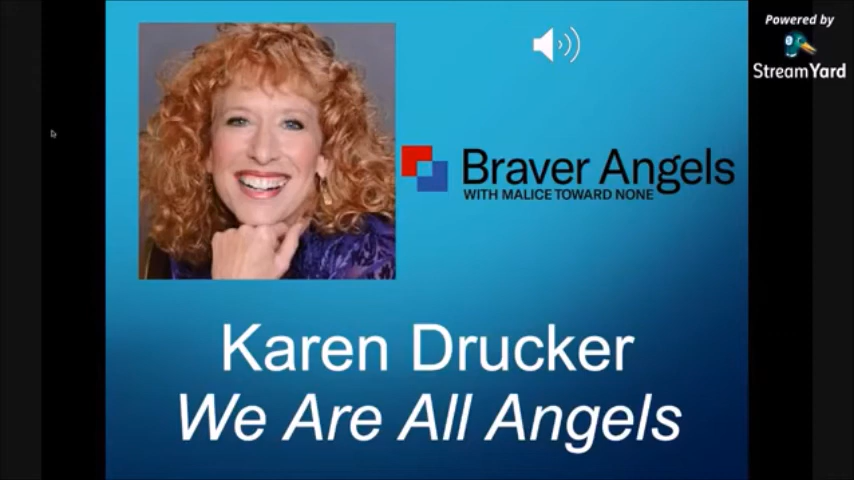 Powered by
StreamYard
Braver Angels
WITH MALICE TOWARD NONE
Karen Drucker
We Are All Angels